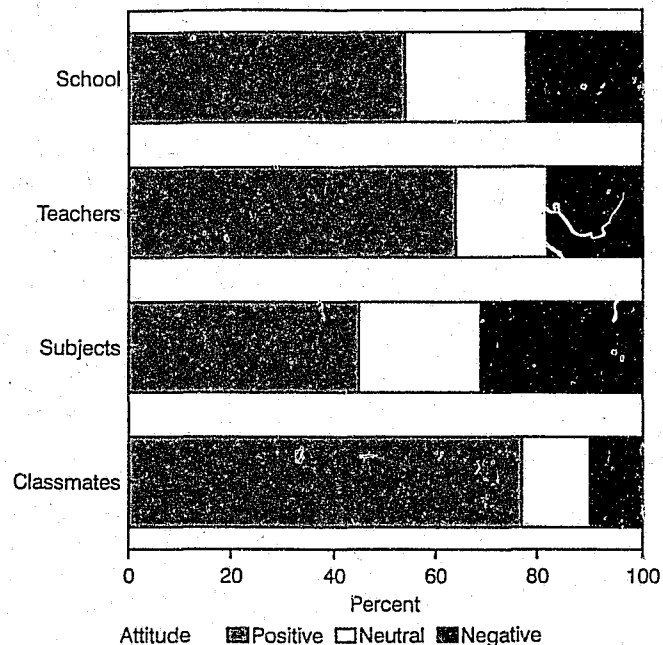 School
Teachers
Subjects
Classmates
0 20 40 60 80 100
Percent
Attitude Positive Neutral Negative